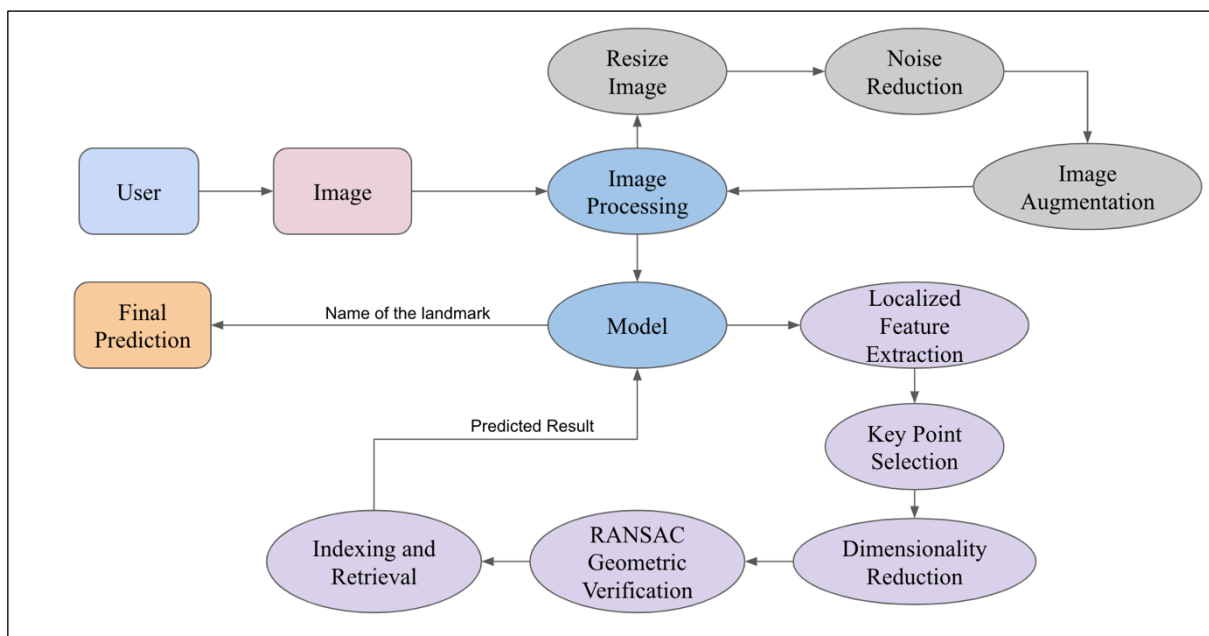 Resize
Image
Noise
Reduction
User
Image
Image
Processing
Image
Augmentation
Final
Prediction
Name of the landmark
Model
Localized
Feature
Extraction
Predicted Result
Key Point
Selection
Indexing and
Retrieval
RANSAC
Geometric
Verification
Dimensionality
Reduction